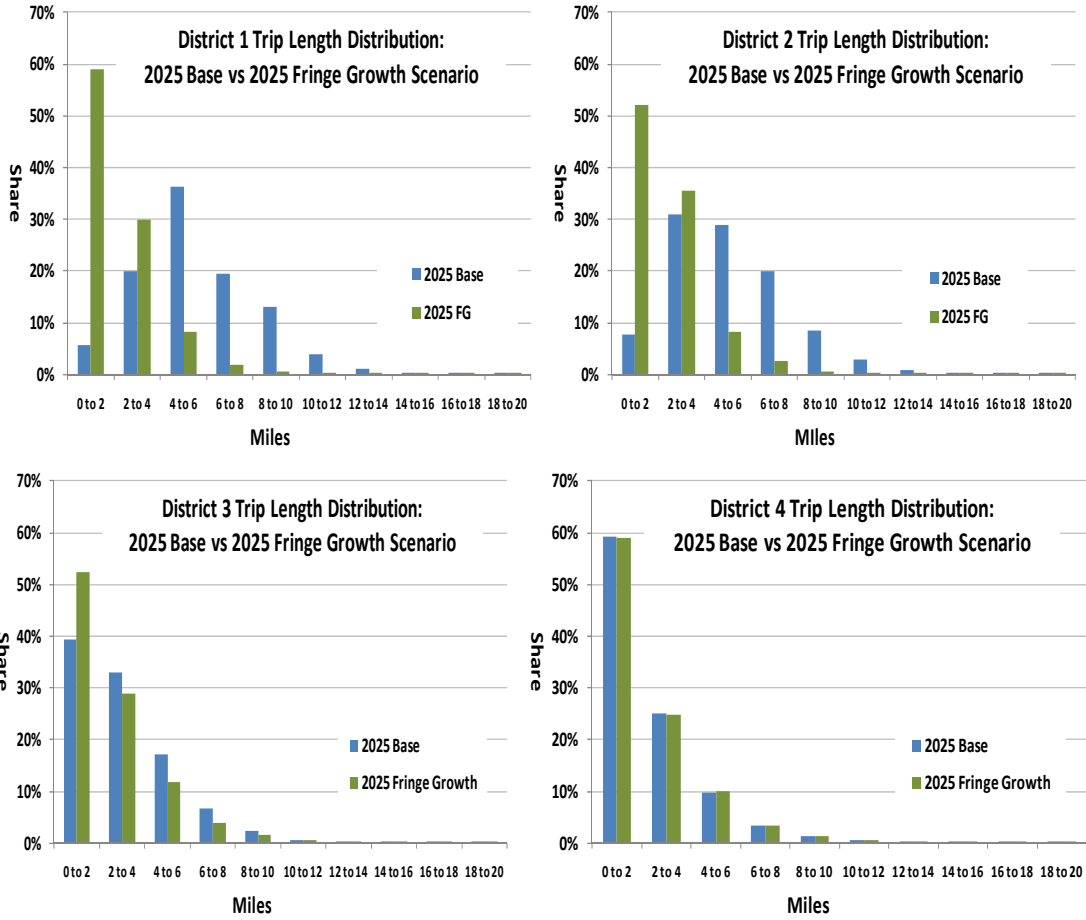 District 1 Trip Length Distribution:
2025 Base vs 2025 Fringe Growth Scenario
70%
60%
50%
40%
30%
20%
10%
0%
Share
2025 Base
2025 FG
0 to 2 2 to 4 4 to 6 6 to 8 8 to 10 10 to 12 12 to 14 14 to 16 16 to 18 18 to 20
Miles
District 2 Trip Length Distribution:
2025 Base vs 2025 Fringe Growth Scenario
70%
60%
50%
40%
30%
20%
10%
0%
Share
2025 Base
2025 FG
0 to 2 2 to 4 4 to 6 6 to 8 8 to 10 10 to 12 12 to 14 14 to 16 16 to 18 18 to 20
MIles
District 3 Trip Length Distribution:
2025 Base vs 2025 Fringe Growth Scenario
70%
60%
50%
40%
30%
20%
10%
0%
Share
2025 Base
2025 Fringe Growth
0 to 2 2 to 4 4 to 6 6 to 8 8 to 10 10 to 12 12 to 14 14 to 16 16 to 18 18 to 20
Miles
District 4 Trip Length Distribution:
2025 Base vs 2025 Fringe Growth Scenario
70%
60%
50%
40%
30%
20%
10%
0%
Share
2025 Base
2025 Fringe Growth
0 to 2 2 to 4 4 to 6 6 to 8 8 to 10 10 to 12 12 to 14 14 to 16 16 to 18 18 to 20
Miles